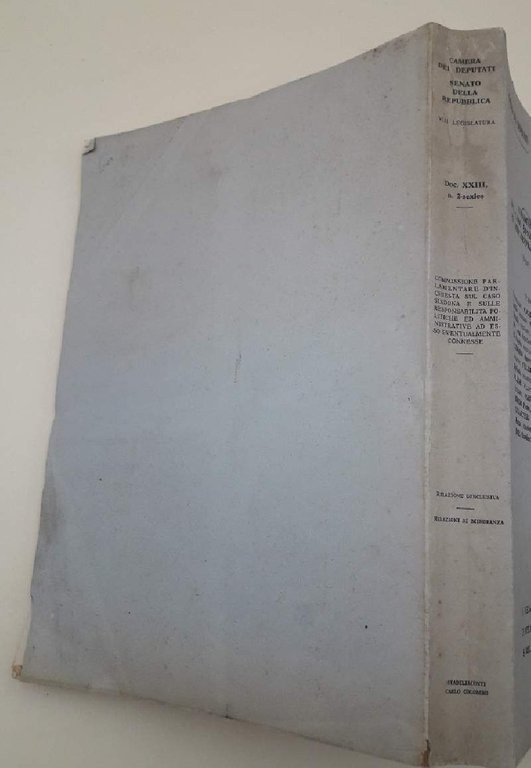 CAMERA
DEI DEPUTATI
SENATO
DELLA
REPUBBLICA
VIII LEGISLATURA
Doc. XXIII,
n. 2-sexies
COMMISSIONE PAR-
LAMENTARE D'IN-
CHIESTA SUL CASO
SINDONA E SULLE
RESPONSABILITÀ PO-
LITICHE ED AMMI-
NISTRATIVE AD ES-
SO EVENTUALMENTE
CONNESSE
RELAZIONE CONCLUSIVA
RELAZIONI DI MINORANZA
STABILIMENTI
CARLO COLOMBO